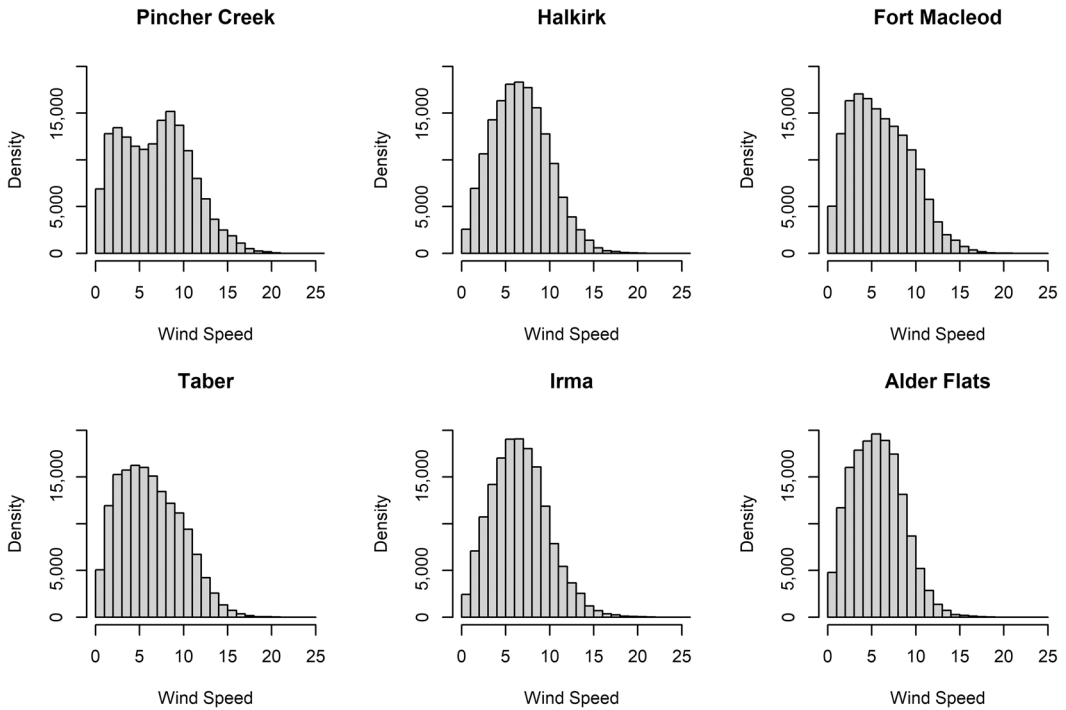 Pincher Creek
Density
15,000
5,000
0
0 5 10 15 20 25
Wind Speed
Halkirk
Density
15,000
5,000
0
0 5 10 15 20 25
Wind Speed
Fort Macleod
Density
15,000
5,000
0
0 5 10 15 20 25
Wind Speed
Taber
Density
15,000
5,000
0
0 5 10 15 20 25
Wind Speed
Irma
Density
15,000
5,000
0
0 5 10 15 20 25
Wind Speed
Alder Flats
Density
15,000
5,000
0
0 5 10 15 20 25
Wind Speed